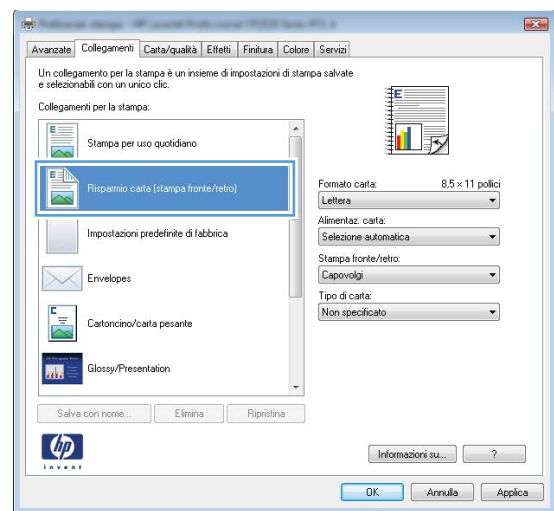 Avanzate Collegamenti Carta/qualità Effetti Finitura Colore Servizi
Un collegamento per la stampa è un insieme di impostazioni di stampa salvate
e selezionabili con un unico clic.
Collegamenti per la stampa:
Stampa per uso quotidiano
Risparmio carta (stampa fronte/retro)
Impostazioni predefinite di fabbrica
Envelopes
Cartoncino/carta pesante
Glossy/Presentation
Formato carta: 8,5 × 11 pollici
Lettera
Alimentaz. carta:
Selezione automatica
Stampa fronte/retro:
Capovolgi
Tipo di carta:
Non specificato
Salva con nome... Elimina Ripristina
hp
invent
Informazioni su... ?
OK Annulla Applica